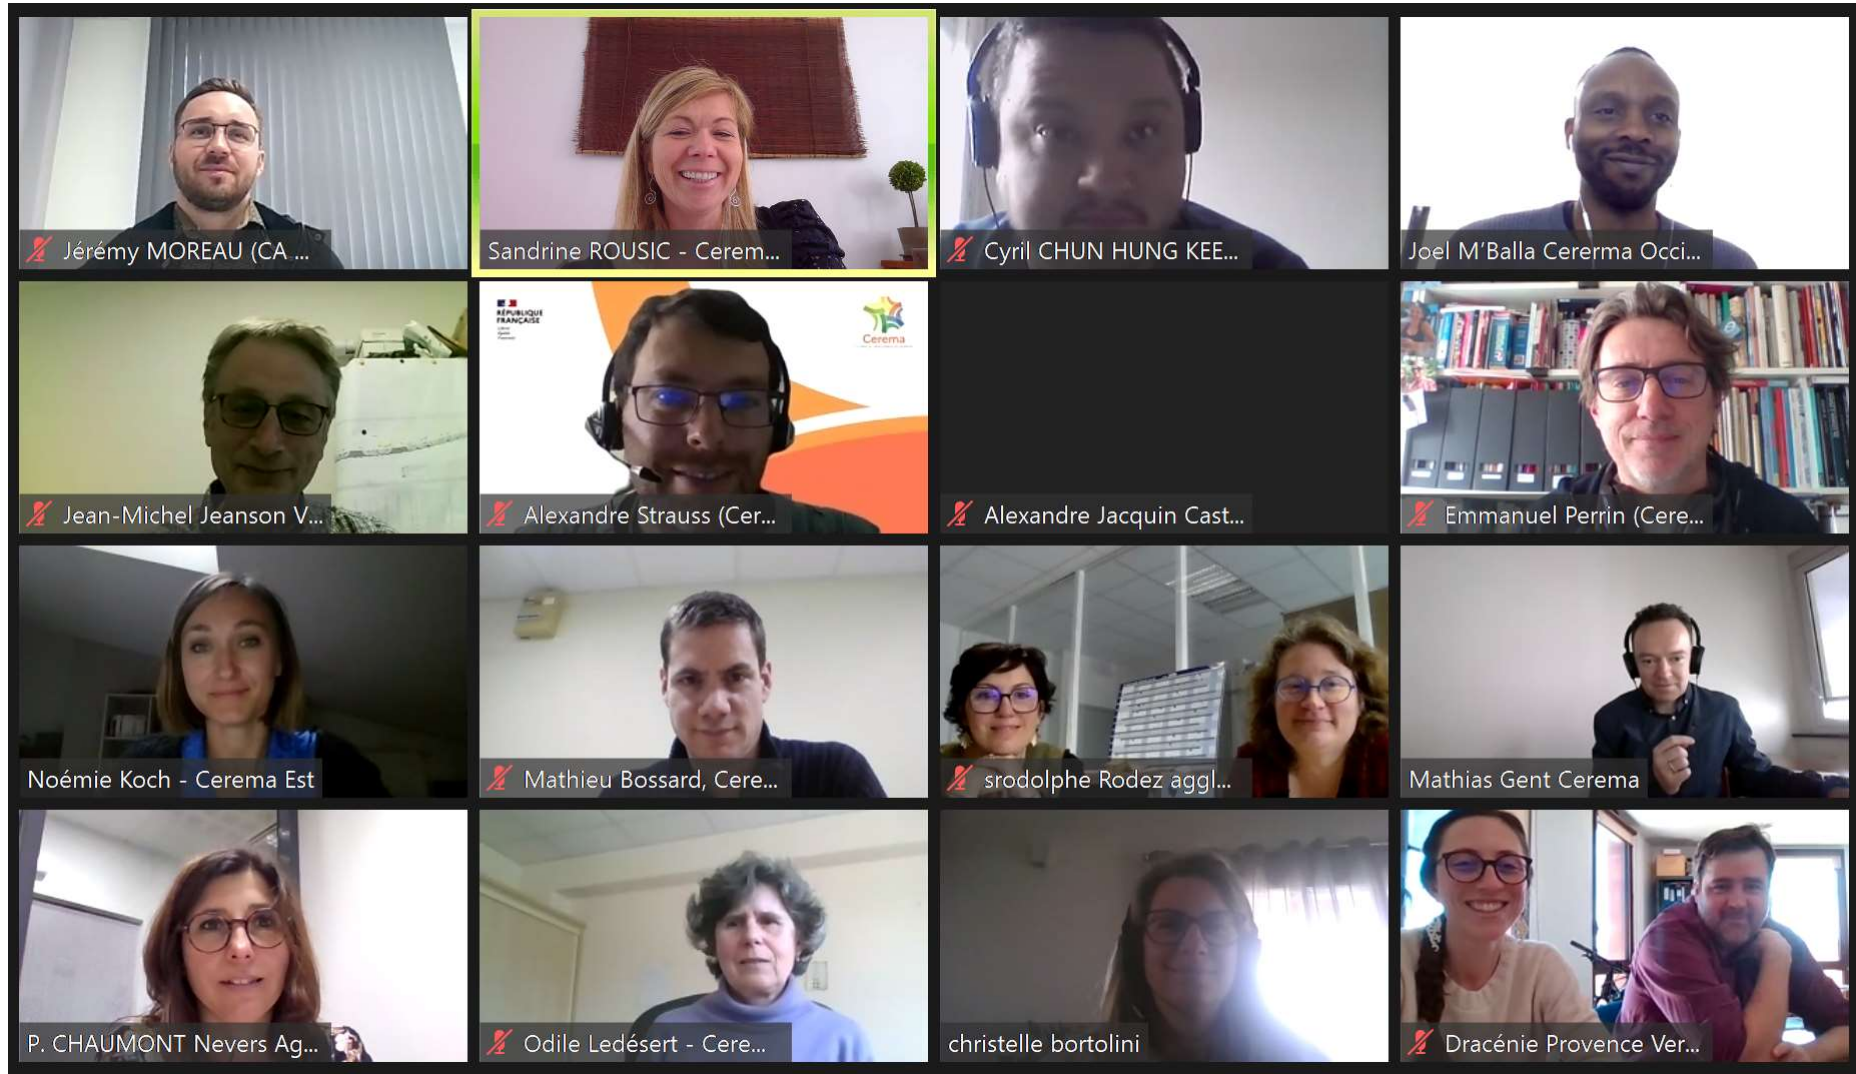 Jérémy MOREAU (CA ...
Sandrine ROUSIC - Cerem...
Cyril CHUN HUNG KEE...
Joel M'Balla Cererma Occi...
RÉPUBLIQUE
FRANÇAISE
Cerema
Jean-Michel Jeanson V...
Alexandre Strauss (Cer...
Alexandre Jacquin Cast...
Emmanuel Perrin (Cere...
Noémie Koch - Cerema Est
Mathieu Bossard, Cere...
srodolphe Rodez aggl...
Mathias Gent Cerema
P. CHAUMONT Nevers Ag...
Odile Ledésert - Cere...
christelle bortolini
Dracénie Provence Ver...